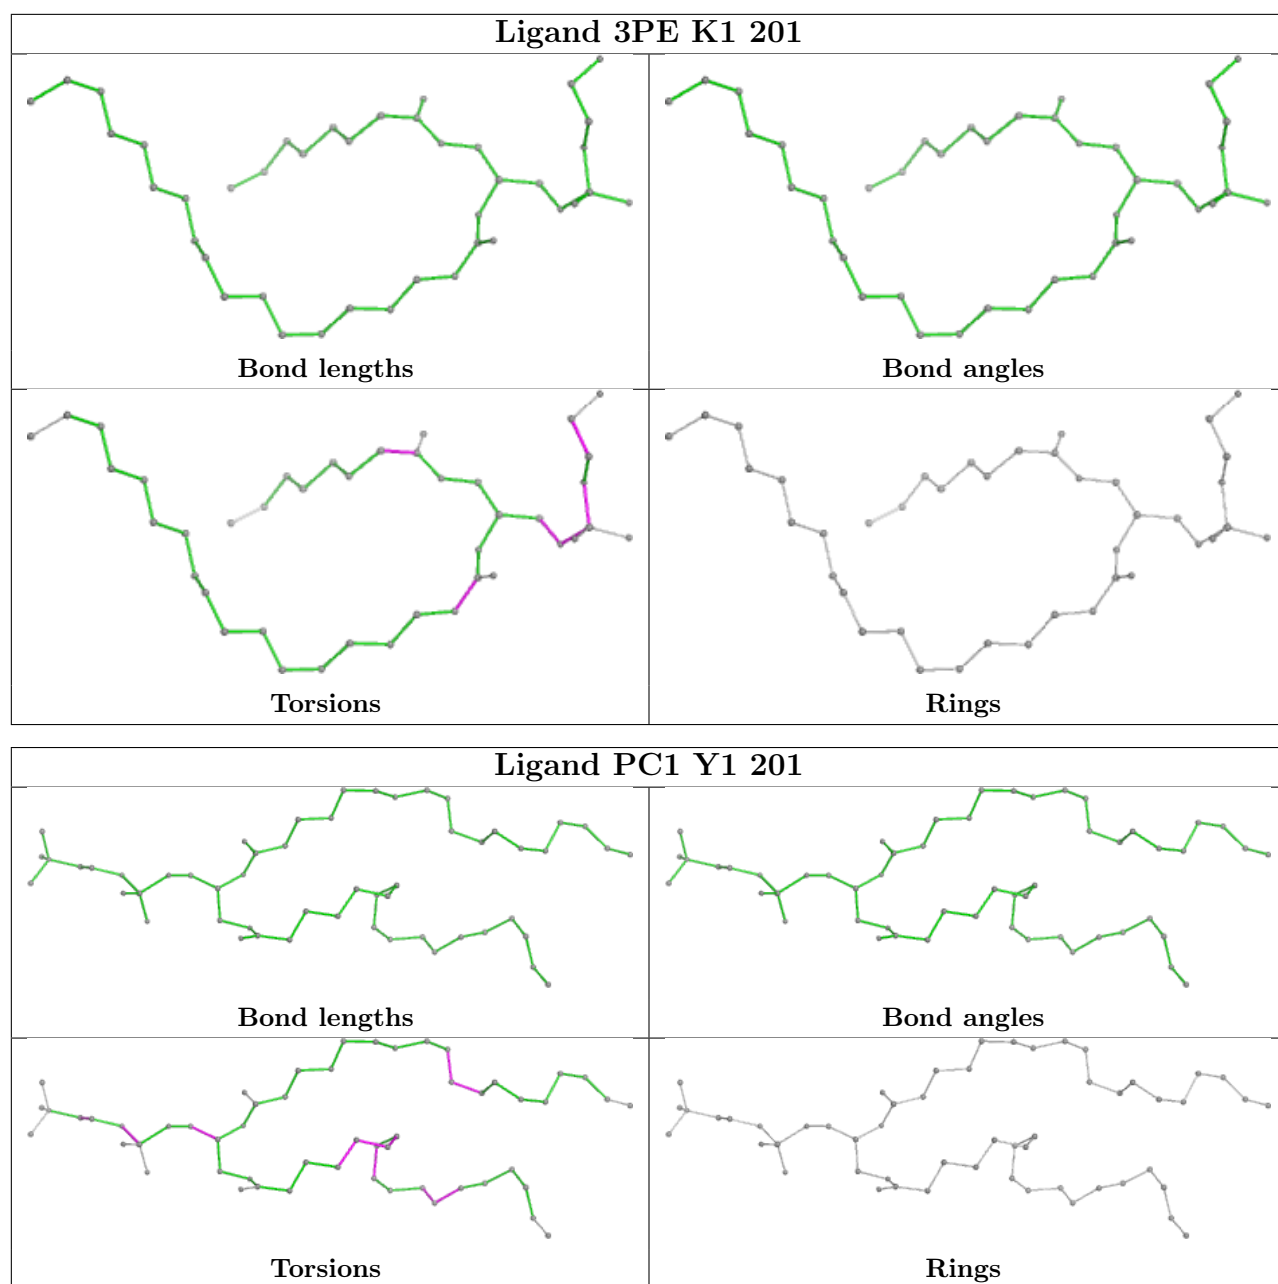 Ligand 3PE K1 201
Bond lengths
Bond angles
Torsions
Rings
Ligand PC1 Y1 201
Bond lengths
Bond angles
Torsions
Rings